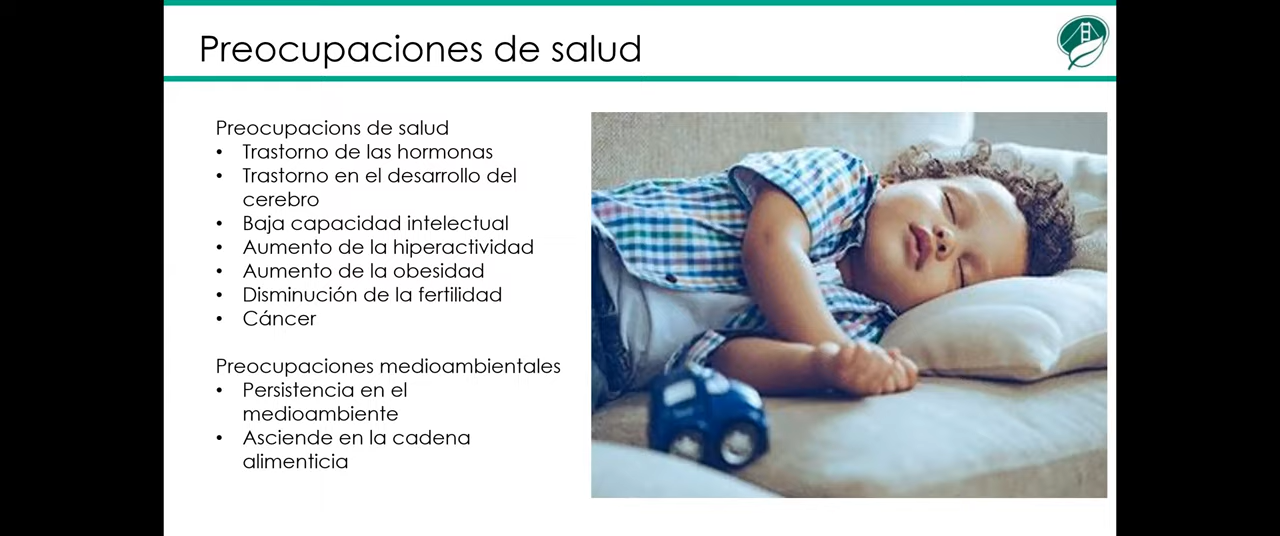 Preocupaciones de salud
Preocupacions de salud
• Trastorno de las hormonas
• Trastorno en el desarrollo del
cerebro
• Baja capacidad intelectual
• Aumento de la hiperactividad
• Aumento de la obesidad
• Disminución de la fertilidad
• Cáncer
Preocupaciones medioambientales
• Persistencia en el
medioambiente
• Asciende en la cadena
alimenticia